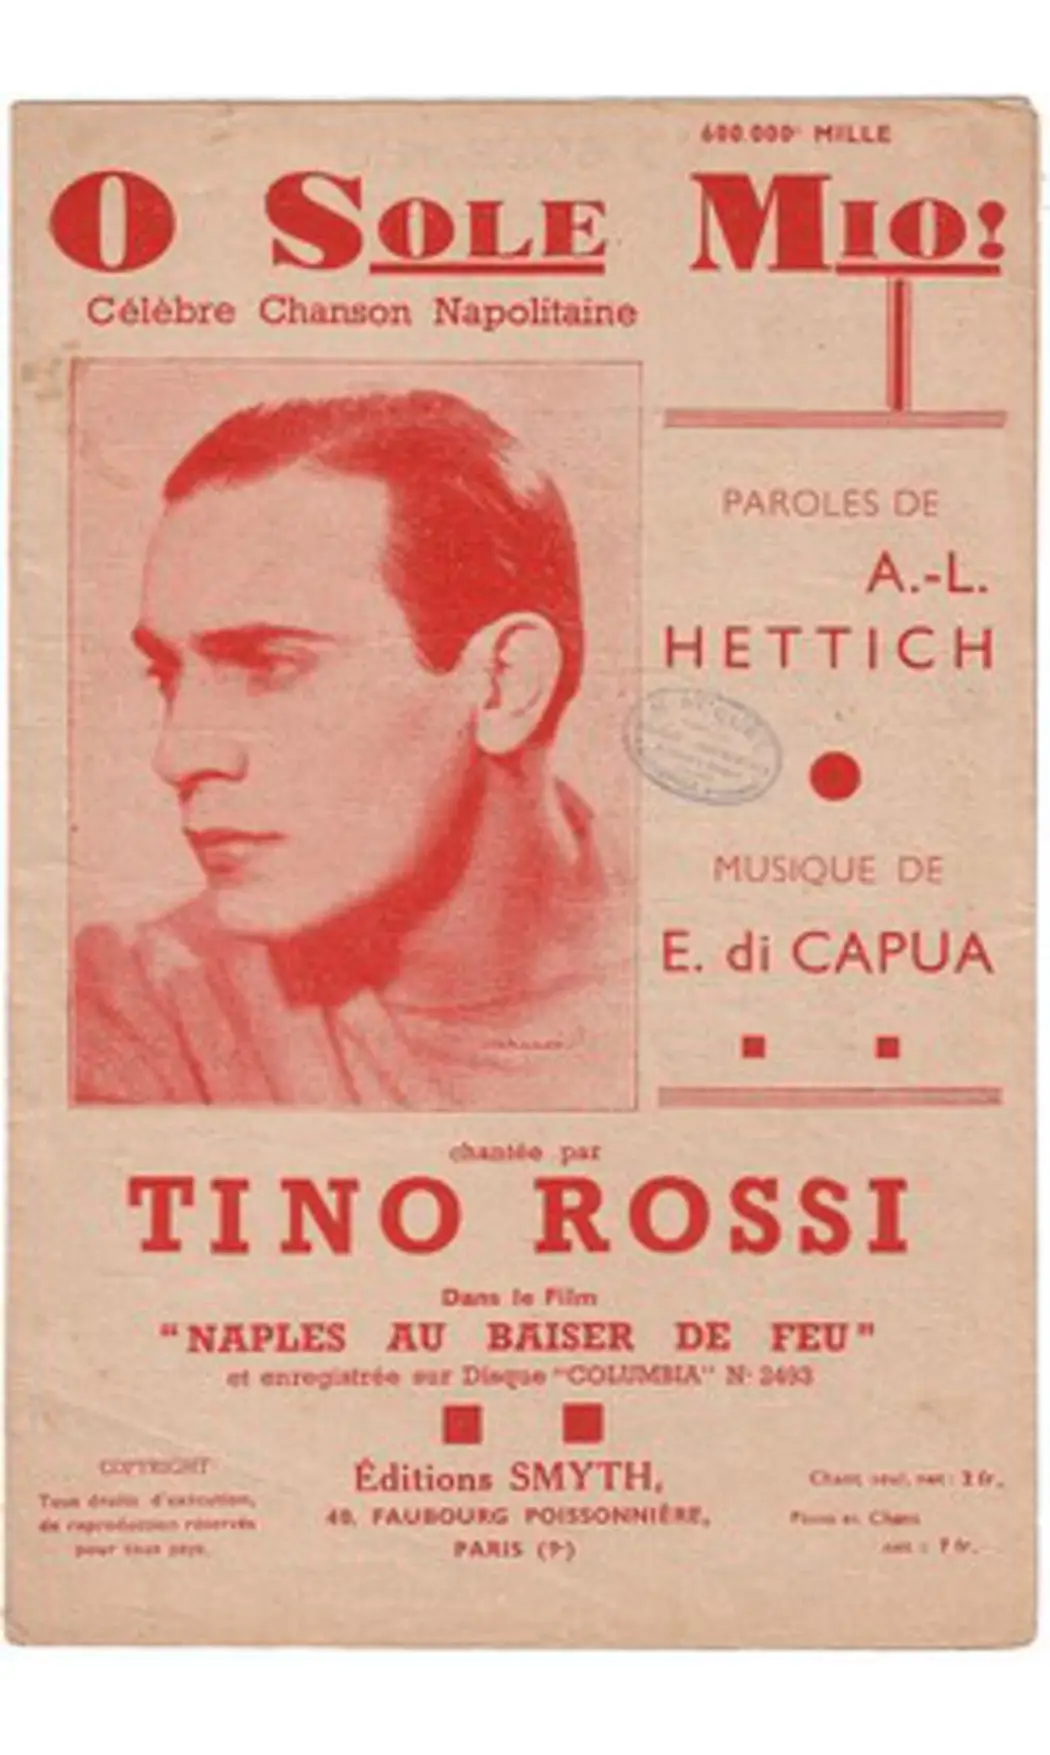 600.000e MILLE
O SOLE MIO!
Célèbre Chanson Napolitaine
PAROLES DE
A.-L.
HETTICH
MUSIQUE DE
E. di CAPUA
chantée par
TINO ROSSI
Dans le Film
"NAPLES AU BAISER DE FEU"
et enregistrée sur Disque "COLUMBIA" N° 2493
Éditions SMYTH,
40, FAUBOURG POISSONNIÈRE,
PARIS (9e)
COPYRIGHT
Tous droits d'exécution,
de reproduction réservés
pour tous pays.
Chant seul, net : 2 fr.
Piano et Chant
net : fr.